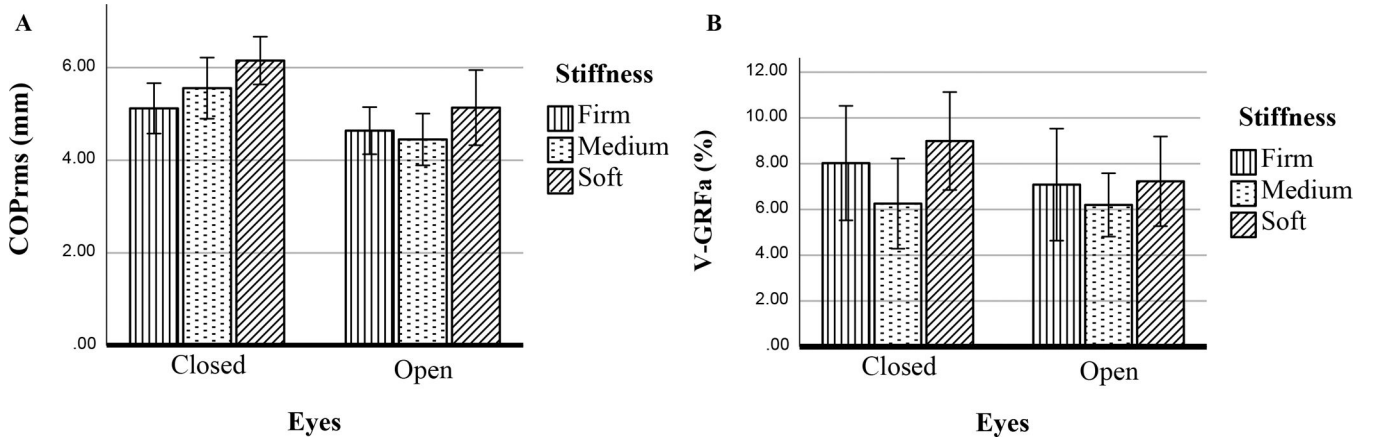 A
COPrms (mm)
6.00
4.00
2.00
.00
Closed
Open
Eyes
Stiffness
Firm
Medium
Soft
B
V-GRFa (%)
12.00
10.00
8.00
6.00
4.00
2.00
.00
Closed
Open
Eyes
Stiffness
Firm
Medium
Soft